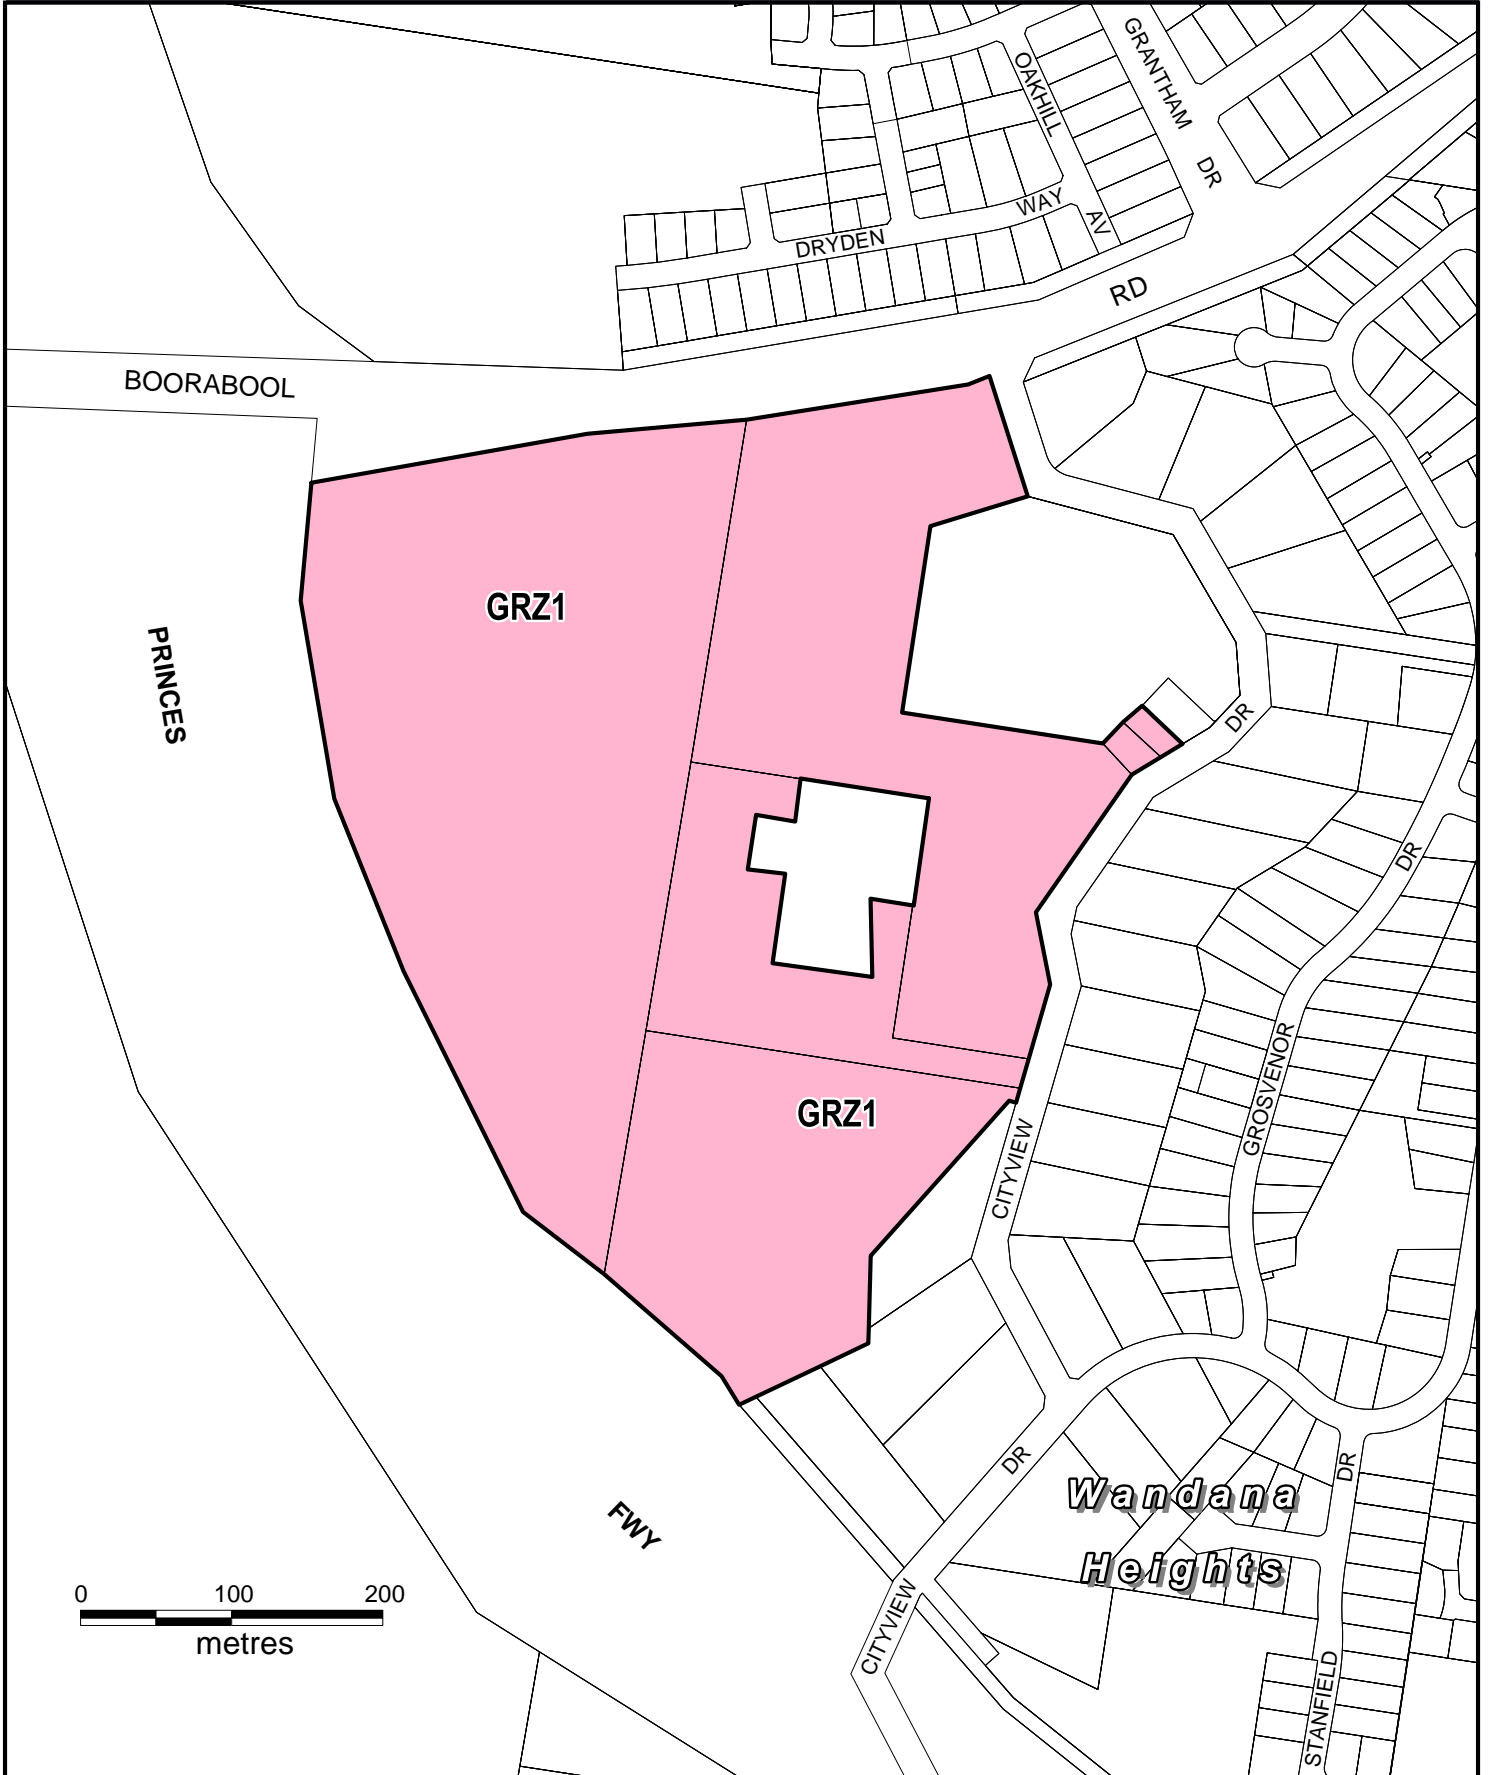 GRANTHAM
DR
OAKHILL
AV
DRYDEN
WAY
BOORABOOL
RD
GRZ1
PRINCES
FWY
DR
DR
GROSVENOR
GRZ1
CITYVIEW
DR
DR
Wandana
Heights
CITYVIEW
STANFIELD
0 100 200
metres